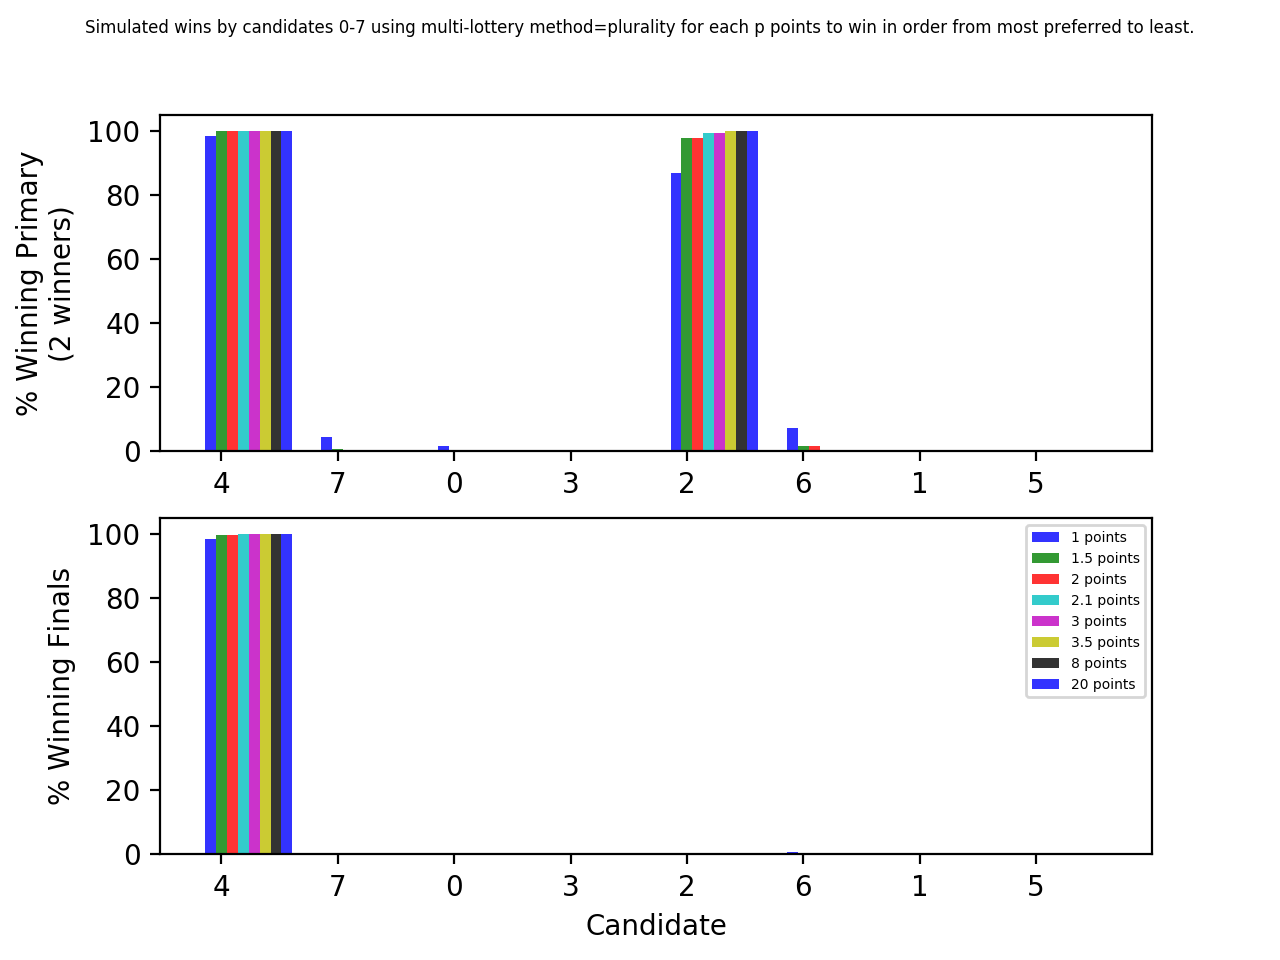 Simulated wins by candidates 0-7 using multi-lottery method=plurality for each p points to win in order from most preferred to least.
% Winning Primary
(2 winners)
100
80
60
40
20
0
4 7 0 3 2 6 1 5
% Winning Finals
100
80
60
40
20
0
1 points
1.5 points
2 points
2.1 points
3 points
3.5 points
8 points
20 points
4 7 0 3 2 6 1 5
Candidate